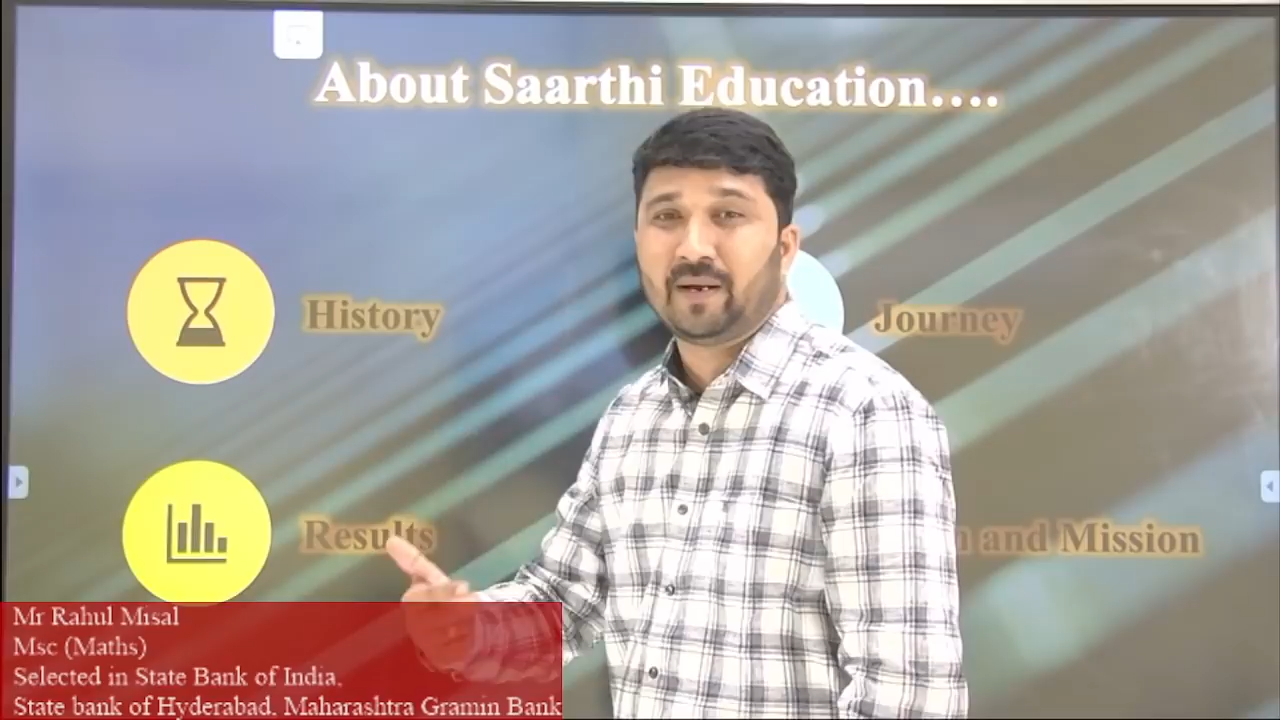 About Saarthi Education....
History
Journey
Results
and Mission
Mr Rahul Misal
Msc (Maths)
Selected in State Bank of India,
State bank of Hyderabad, Maharashtra Gramin Bank